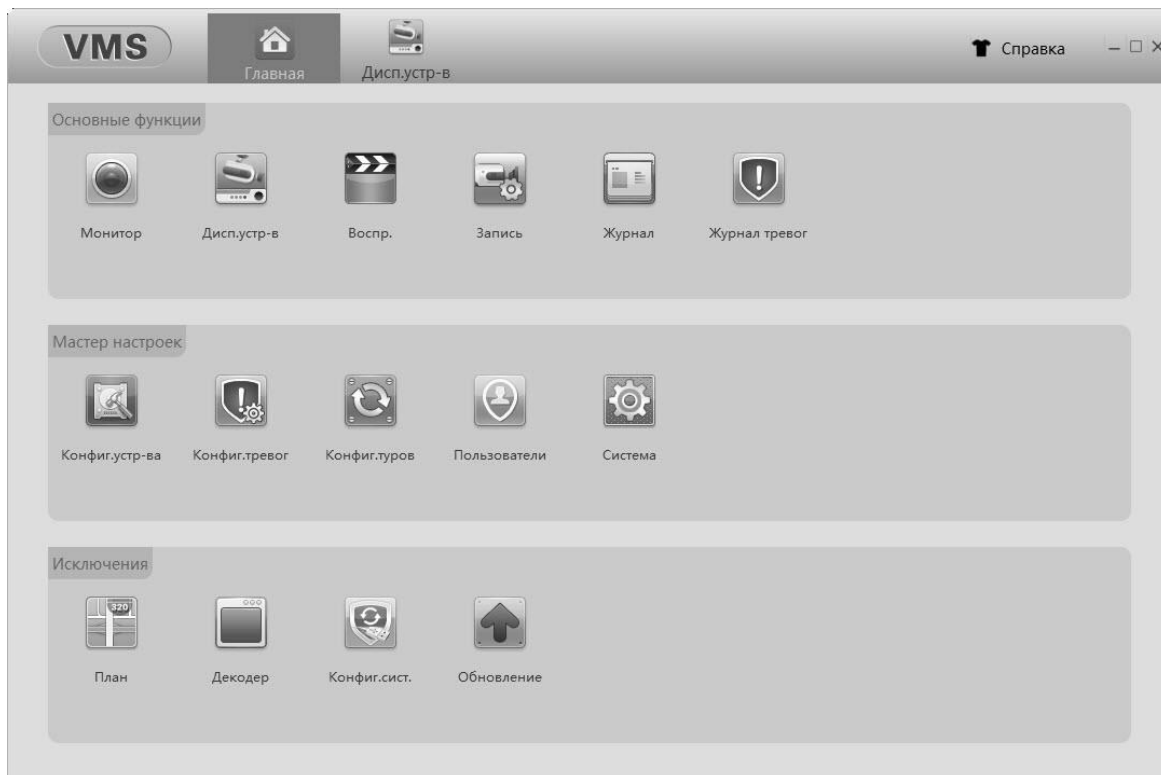 VMS
Главная
Дисп.устр-в
Справка
Основные функции
Монитор Дисп.устр-в Воспр. Запись Журнал Журнал тревог
Мастер настроек
Конфиг.устр-ва Конфиг.тревог Конфиг.туров Пользователи Система
Исключения
320
План Декодер Конфиг.сист. Обновление